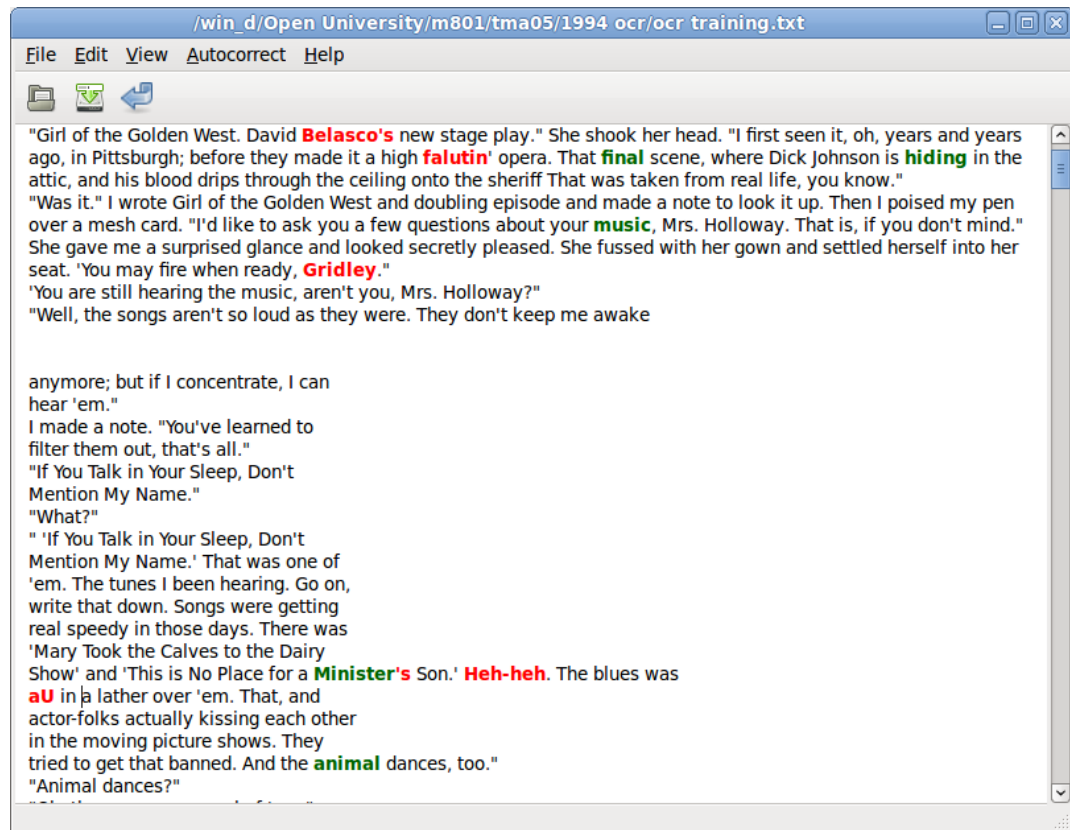 /win_d/Open University/m801/tma05/1994 ocr/ocr training.txt
File Edit View Autocorrect Help
"Girl of the Golden West. David Belasco's new stage play." She shook her head. "I first seen it, oh, years and years
ago, in Pittsburgh; before they made it a high falutin' opera. That final scene, where Dick Johnson is hiding in the
attic, and his blood drips through the ceiling onto the sheriff That was taken from real life, you know."
"Was it." I wrote Girl of the Golden West and doubling episode and made a note to look it up. Then I poised my pen
over a mesh card. "I'd like to ask you a few questions about your music, Mrs. Holloway. That is, if you don't mind."
She gave me a surprised glance and looked secretly pleased. She fussed with her gown and settled herself into her
seat. 'You may fire when ready, Gridley."
'You are still hearing the music, aren't you, Mrs. Holloway?"
"Well, the songs aren't so loud as they were. They don't keep me awake
anymore; but if I concentrate, I can
hear 'em."
I made a note. "You've learned to
filter them out, that's all."
"If You Talk in Your Sleep, Don't
Mention My Name."
"What?"
" 'If You Talk in Your Sleep, Don't
Mention My Name.' That was one of
'em. The tunes I been hearing. Go on,
write that down. Songs were getting
real speedy in those days. There was
'Mary Took the Calves to the Dairy
Show' and 'This is No Place for a Minister's Son.' Heh-heh. The blues was
aU in a lather over 'em. That, and
actor-folks actually kissing each other
in the moving picture shows. They
tried to get that banned. And the animal dances, too."
"Animal dances?"